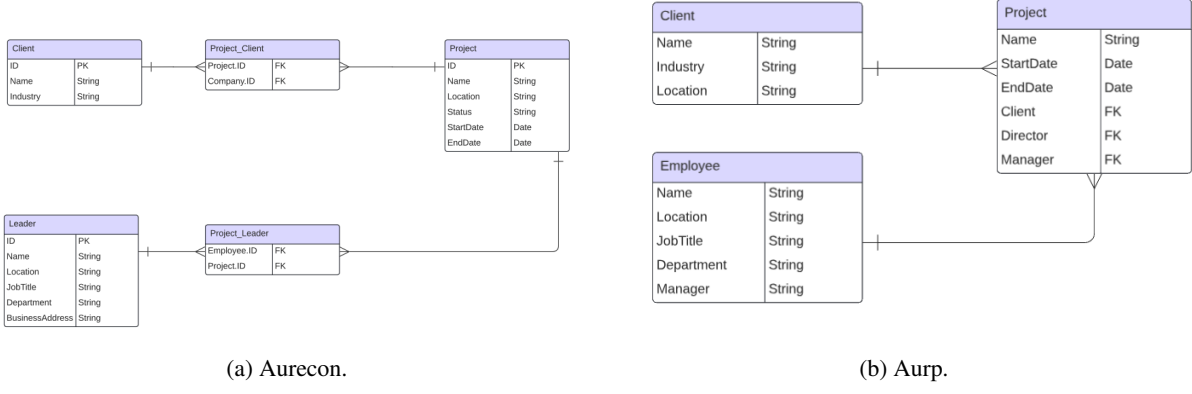 Client
ID PK
Name String
Industry String
Project_Client
Project.ID FK
Company.ID FK
Project
ID PK
Name String
Location String
Status String
StartDate Date
EndDate Date
Leader
ID PK
Name String
Location String
JobTitle String
Department String
BusinessAddress String
Project_Leader
Employee.ID FK
Project.ID FK
(a) Aurecon.
Client
Name String
Industry String
Location String
Project
Name String
StartDate Date
EndDate Date
Client FK
Director FK
Manager FK
Employee
Name String
Location String
JobTitle String
Department String
Manager String
(b) Aurp.